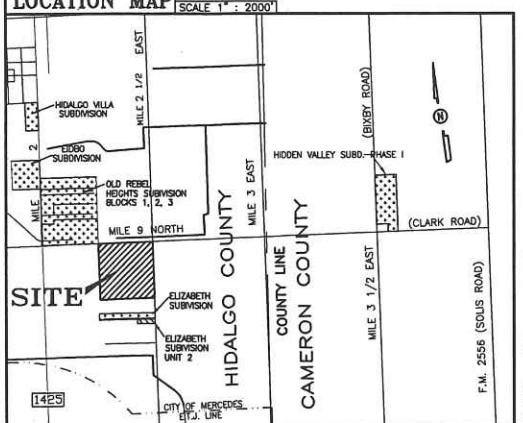 LOCATION MAP
SCALE 1" : 2000'
MILE 2 1/2 EAST
HIDALGO VILLA
SUBDIVISION
MILE 2
EIDBO
SUBDIVISION
OLD REBEL
HEIGHTS SUBIVISION
BLOCKS 1, 2, 3
MILE 9 NORTH
MILE 3 EAST
(BIXBY ROAD)
N
HIDDEN VALLEY SUBD.-PHASE I
(CLARK ROAD)
SITE
HIDALGO COUNTY
COUNTY LINE
CAMERON COUNTY
MILE 3 1/2 EAST
F.M. 2556 (SOLIS ROAD)
ELIZABETH
SUBDIVISION
ELIZABETH
SUBIVISION
UNIT 2
1425
CITY OF MERCEDES
E.T.J. LINE